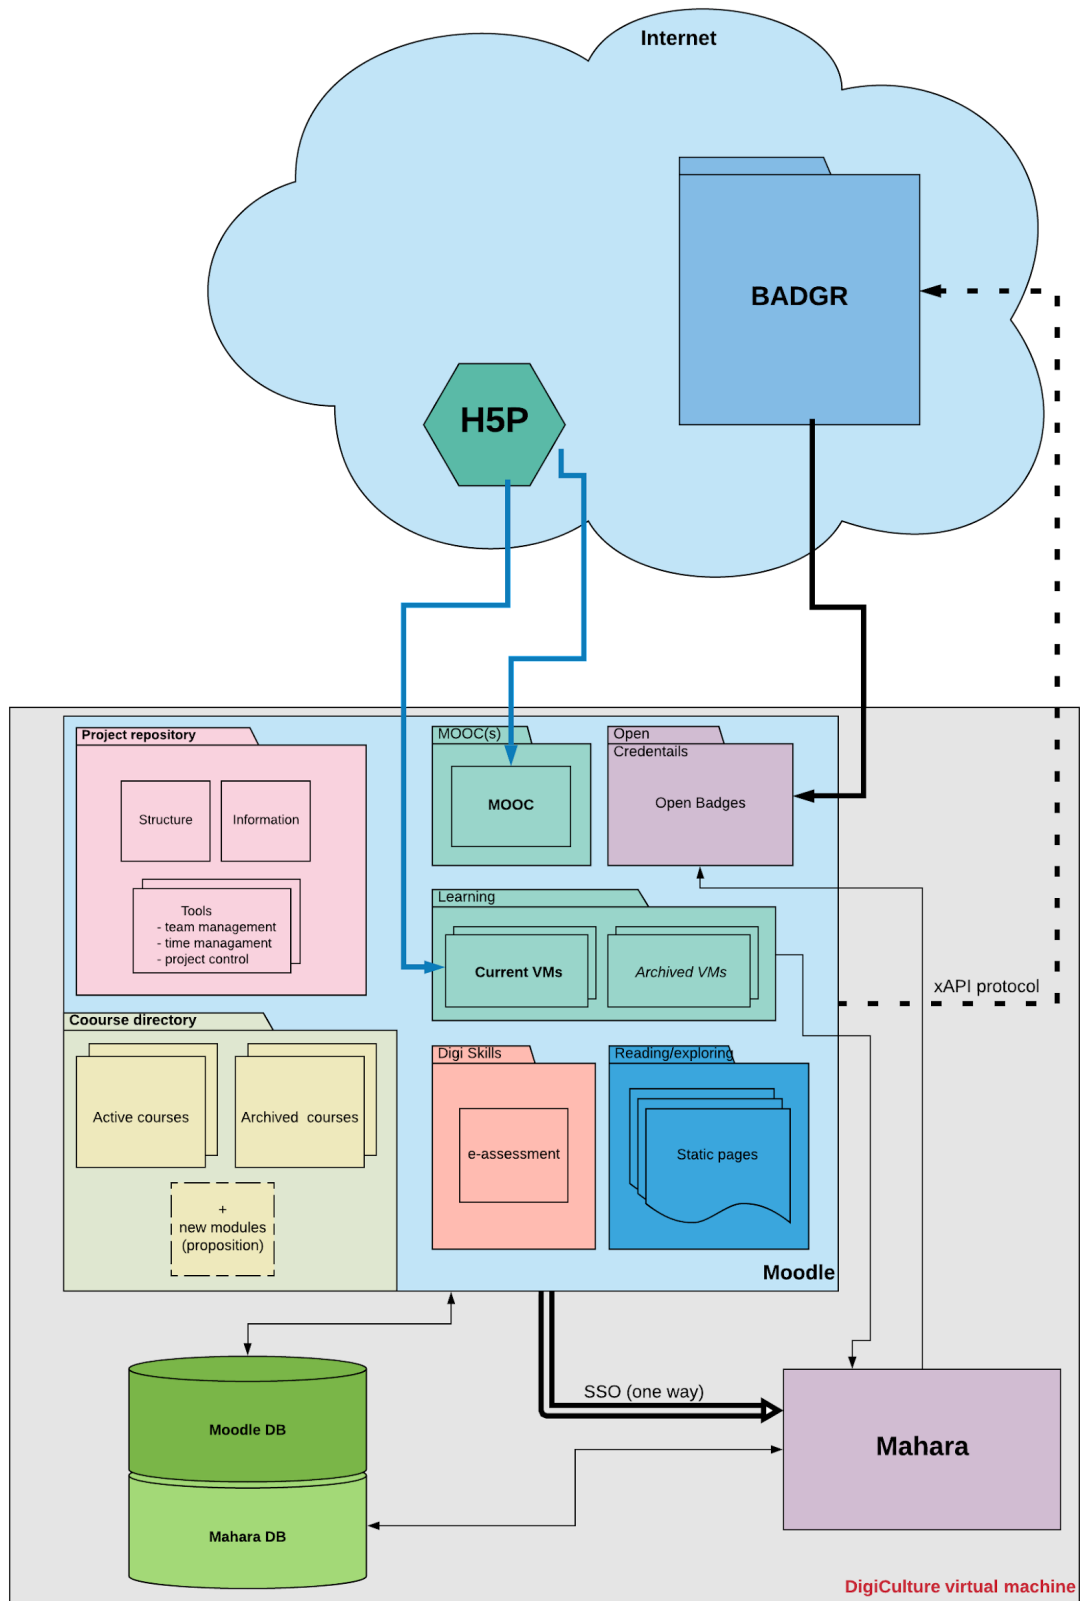 Internet
BADGR
H5P
Project repository
MOOC(s)
Open
Credentails
Structure
Information
MOOC
Open Badges
Tools
- team management
- time managament
- project control
Learning
Current VMs
Archived VMs
xAPI protocol
Coourse directory
Digi Skills
Reading/exploring
Active courses
Archived courses
e-assessment
Static pages
+
new modules
(proposition)
Moodle
SSO (one way)
Moodle DB
Mahara
Mahara DB
DigiCulture virtual machine